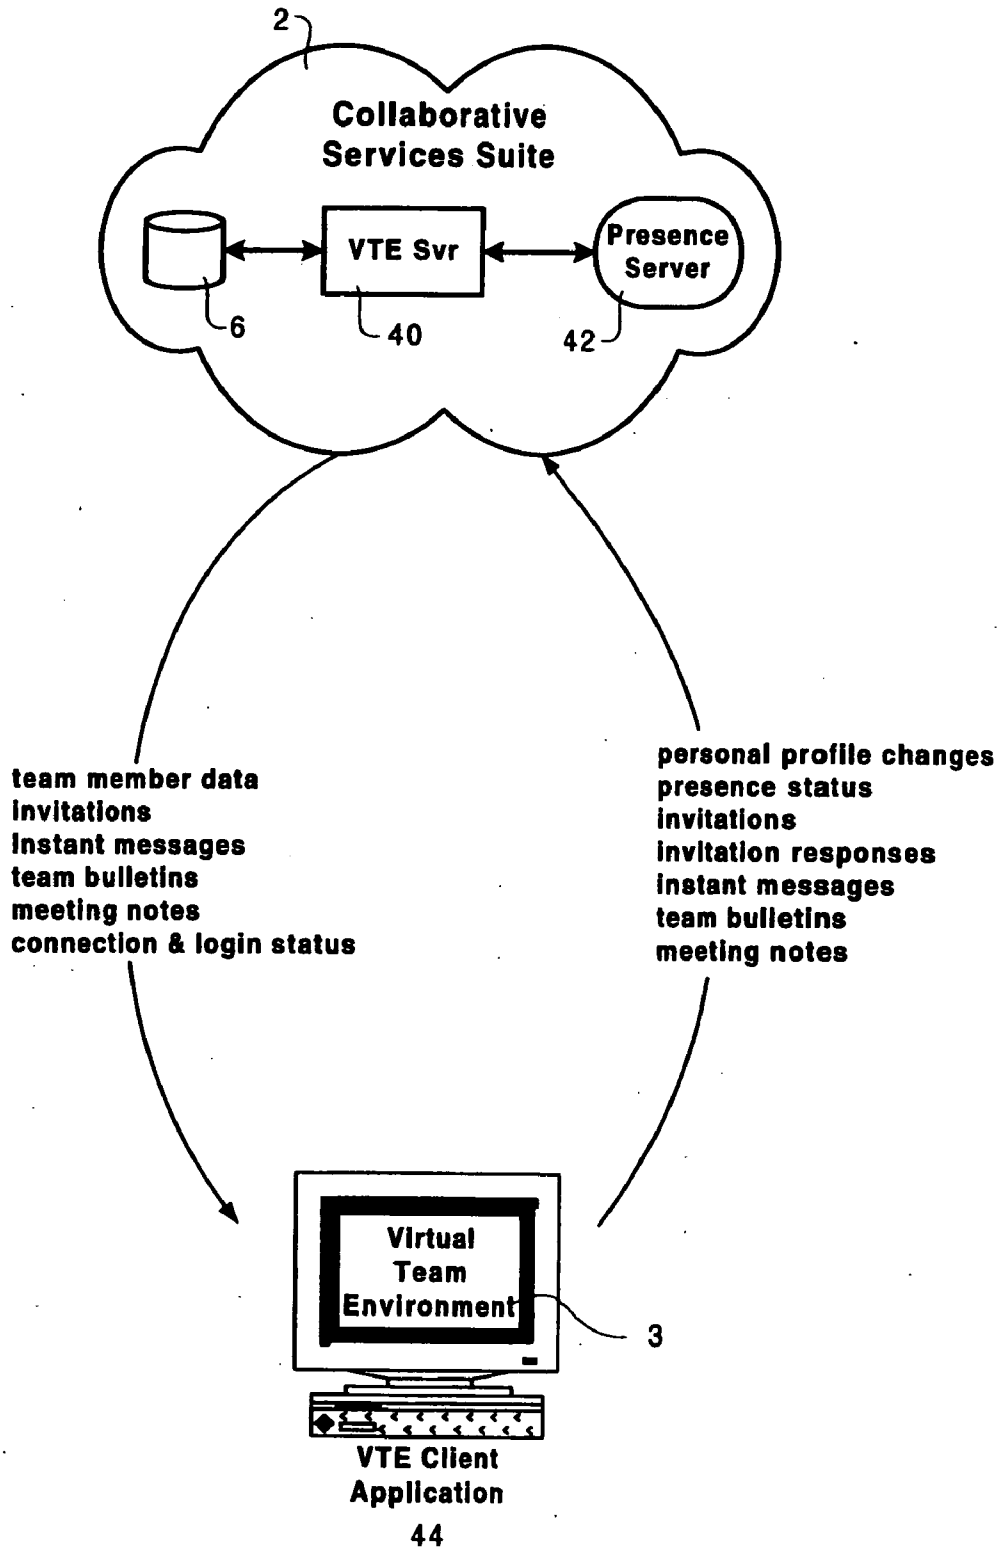 2
Collaborative
Services Suite
VTE Svr
Presence
Server
6
40
42
team member data
invitations
instant messages
team bulletins
meeting notes
connection & login status
personal profile changes
presence status
invitations
invitation responses
instant messages
team bulletins
meeting notes
Virtual
Team
Environment
3
VTE Client
Application
44